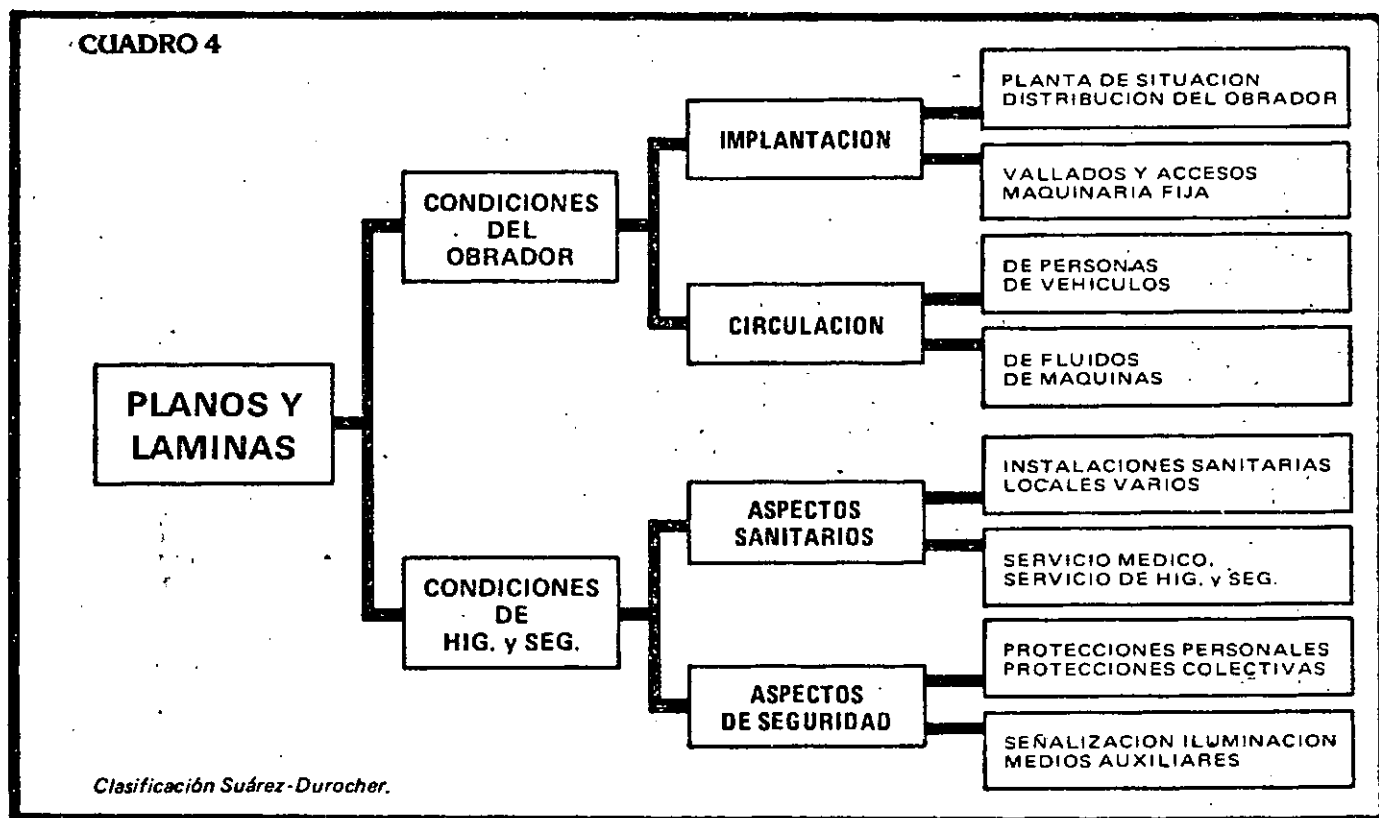 CUADRO 4
PLANOS Y
LAMINAS
CONDICIONES
DEL
OBRADOR
IMPLANTACION
PLANTA DE SITUACION
DISTRIBUCION DEL OBRADOR
VALLADOS Y ACCESOS
MAQUINARIA FIJA
CIRCULACION
DE PERSONAS
DE VEHICULOS
DE FLUIDOS
DE MAQUINAS
CONDICIONES
DE
HIG. y SEG.
ASPECTOS
SANITARIOS
INSTALACIONES SANITARIAS
LOCALES VARIOS
SERVICIO MEDICO.
SERVICIO DE HIG. y SEG.
ASPECTOS
DE SEGURIDAD
PROTECCIONES PERSONALES
PROTECCIONES COLECTIVAS
SEÑALIZACION ILUMINACION
MEDIOS AUXILIARES
Clasificación Suárez-Durocher.